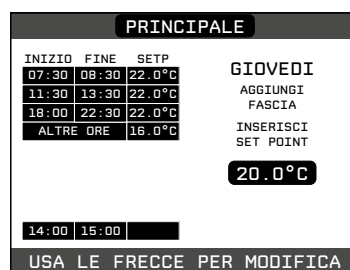 PRINCIPALE
INIZIO FINE SETP
07:30 08:30 22.0°C
11:30 13:30 22.0°C
18:00 22:30 22.0°C
ALTRE ORE 16.0°C
14:00 15:00
GIOVEDI
AGGIUNGI
FASCIA
INSERISCI
SET POINT
20.0°C
USA LE FRECCE PER MODIFICA